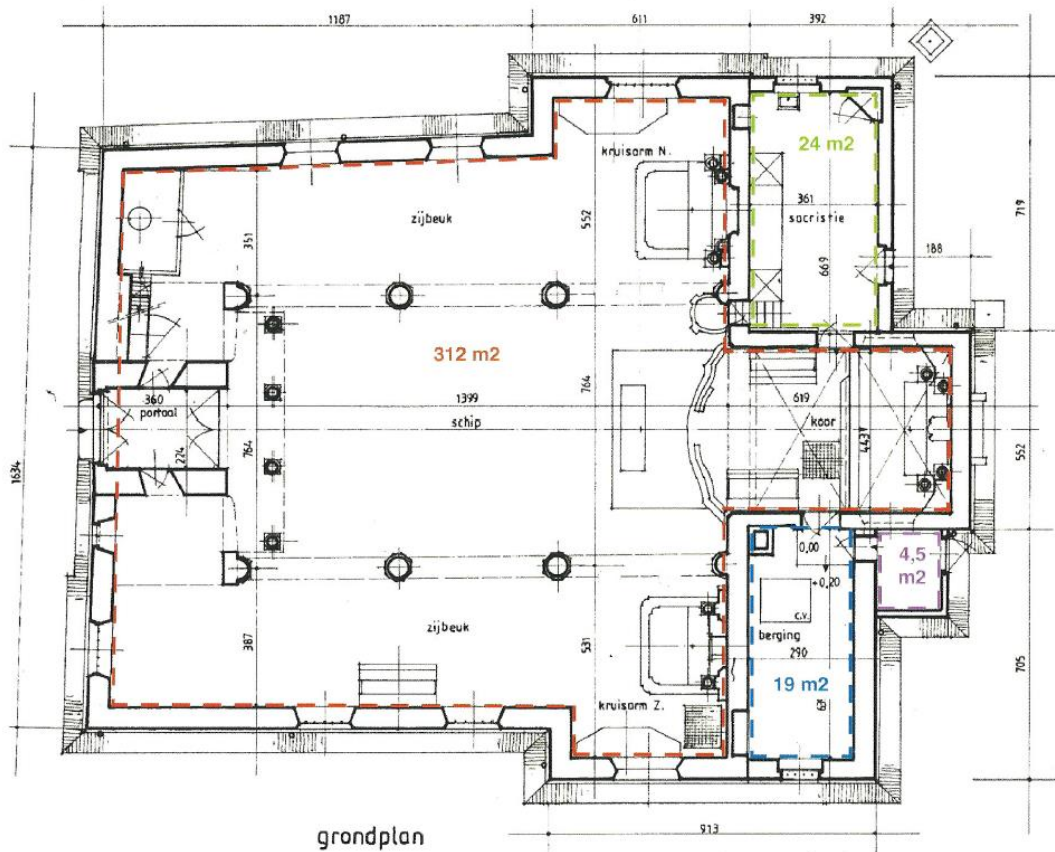 1187
611
392
kruisarm N.
24 m2
361
sacristie
719
zijbeuk
552
351
669
188
312 m2
764
360
portaal
1399
schip
619
koor
443
224
764
552
1634
0,00
+0,20
4,5
m2
c.v.
zijbeuk
berging
387
531
290
19 m2
705
kruisarm Z.
913
grondplan